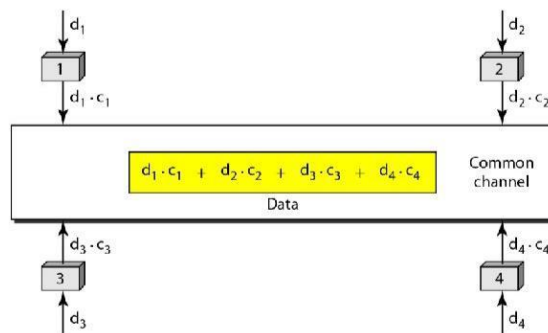 d₁ d₂
1 2
d₁ · c₁ d₂ · c₂
d₁ · c₁ + d₂ · c₂ + d₃ · c₃ + d₄ · c₄
Common
channel
Data
d₃ · c₃ d₄ · c₄
3 4
d₃ d₄